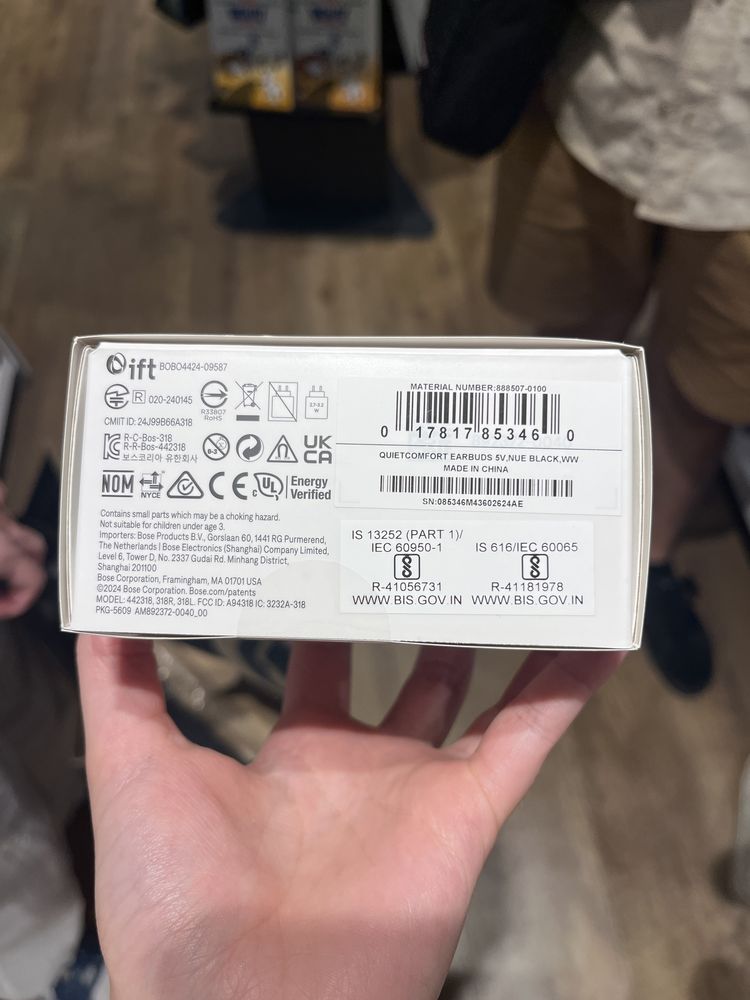 ift BOBO4424-09587
R 020-240145
R33807
RoHS
2.7-3.2
W
CMIIT ID: 24J99B66A318
R-C-Bos-318
R-R-Bos-442318
보스코리아 유한회사
0-3
UK
CA
NOM NYCE CE c UL Energy
Verified
Contains small parts which may be a choking hazard.
Not suitable for children under age 3.
Importers: Bose Products B.V., Gorslaan 60, 1441 RG Purmerend,
The Netherlands | Bose Electronics (Shanghai) Company Limited,
Level 6, Tower D, No. 2337 Gudai Rd. Minhang District,
Shanghai 201100
Bose Corporation, Framingham, MA 01701 USA
©2024 Bose Corporation. Bose.com/patents
MODEL: 442318, 318R, 318L. FCC ID: A94318 IC: 3232A-318
PKG-5609 AM892372-0040_00
MATERIAL NUMBER:888507-0100
0 17817 85346 0
QUIETCOMFORT EARBUDS 5V,NUE BLACK,WW
MADE IN CHINA
SN:085346M43602624AE
IS 13252 (PART 1)/
IEC 60950-1
R-41056731
WWW.BIS.GOV.IN
IS 616/IEC 60065
R-41181978
WWW.BIS.GOV.IN